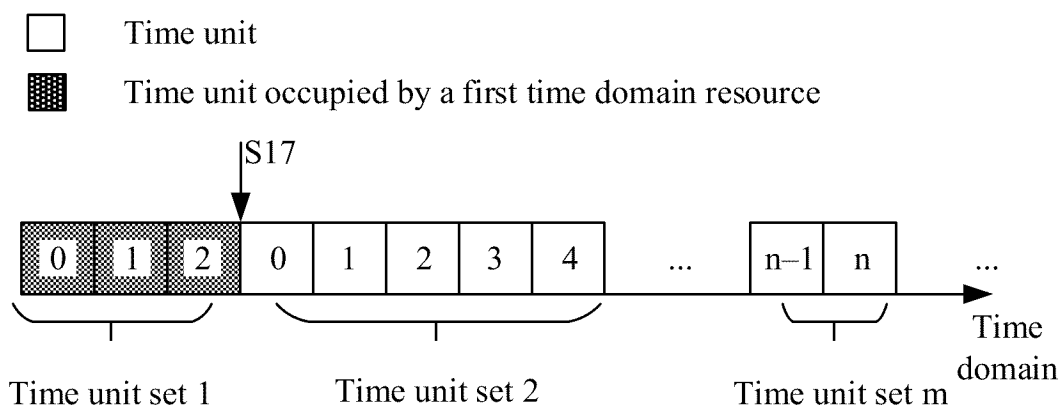 Time unit
Time unit occupied by a first time domain resource
S17
0 1 2 0 1 2 3 4 ... n–1 n ...
Time
domain
Time unit set 1 Time unit set 2 Time unit set m